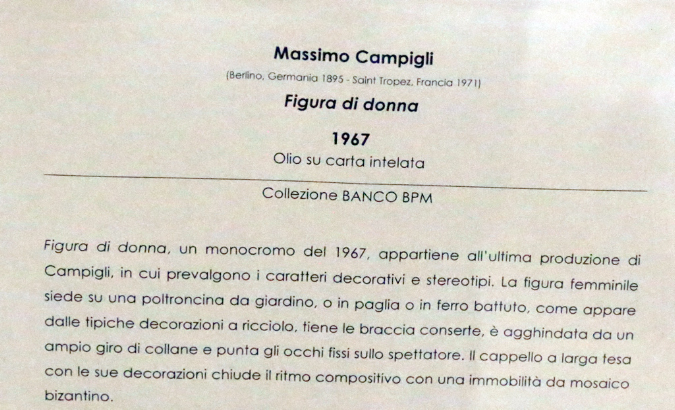 Massimo Campigli
(Berlino, Germania 1895 - Saint Tropez, Francia 1971)
Figura di donna
1967
Olio su carta intelata
Collezione BANCO BPM
Figura di donna, un monocromo del 1967, appartiene all'ultima produzione di
Campigli, in cui prevalgono i caratteri decorativi e stereotipi. La figura femminile
siede su una poltroncina da giardino, o in paglia o in ferro battuto, come appare
dalle tipiche decorazioni a ricciolo, tiene le braccia conserte, è agghindata da un
ampio giro di collane e punta gli occhi fissi sullo spettatore. Il cappello a larga tesa
con le sue decorazioni chiude il ritmo compositivo con una immobilità da mosaico
bizantino.